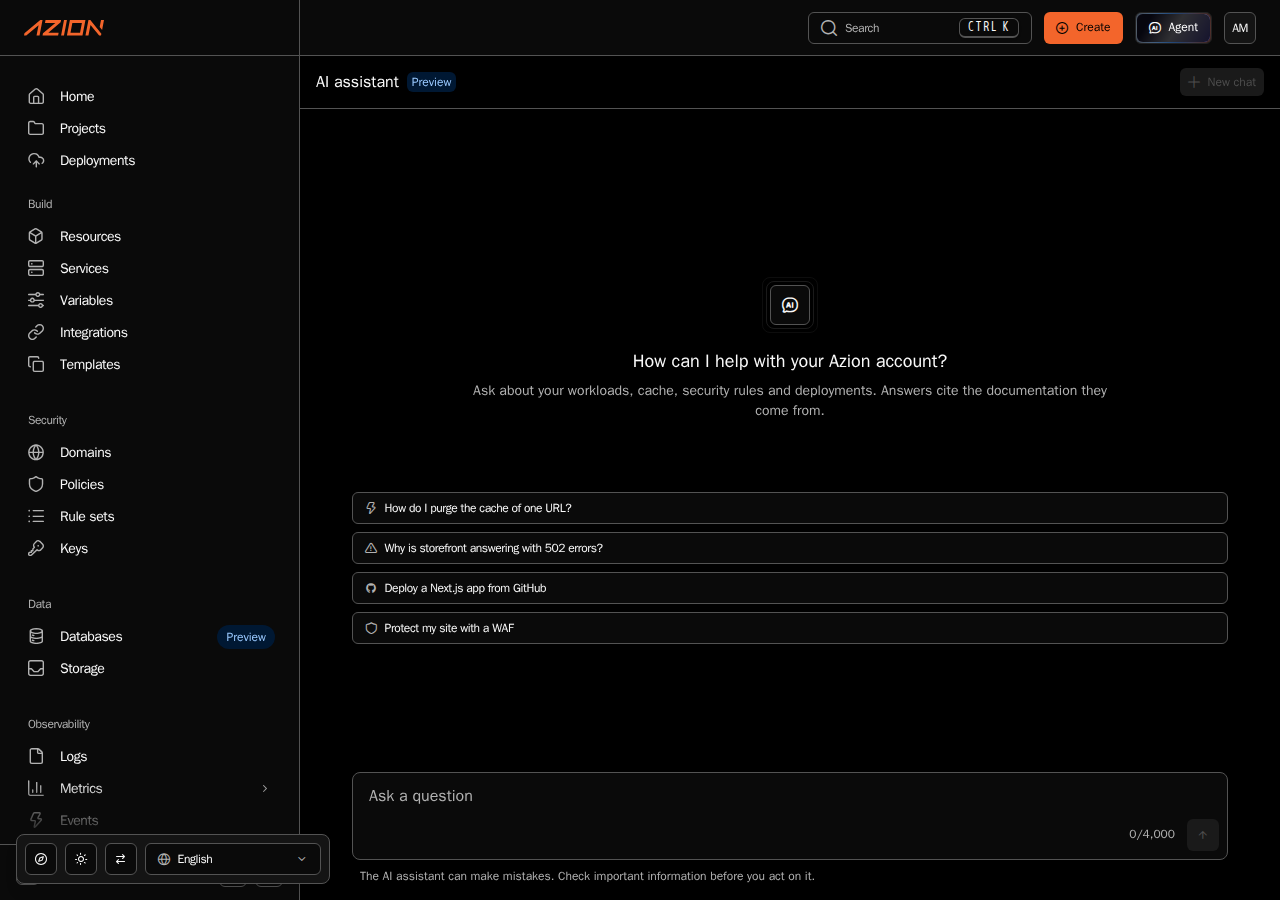 AZION
Search
CTRL K
Create
Agent
AM
AI assistant
Preview
New chat
Home
Projects
Deployments
Build
Resources
Services
Variables
Integrations
Templates
Security
Domains
Policies
Rule sets
Keys
Data
Databases
Preview
Storage
Observability
Logs
Metrics
Events
English
AI
How can I help with your Azion account?
Ask about your workloads, cache, security rules and deployments. Answers cite the documentation they
come from.
How do I purge the cache of one URL?
Why is storefront answering with 502 errors?
Deploy a Next.js app from GitHub
Protect my site with a WAF
Ask a question
0/4,000
The AI assistant can make mistakes. Check important information before you act on it.